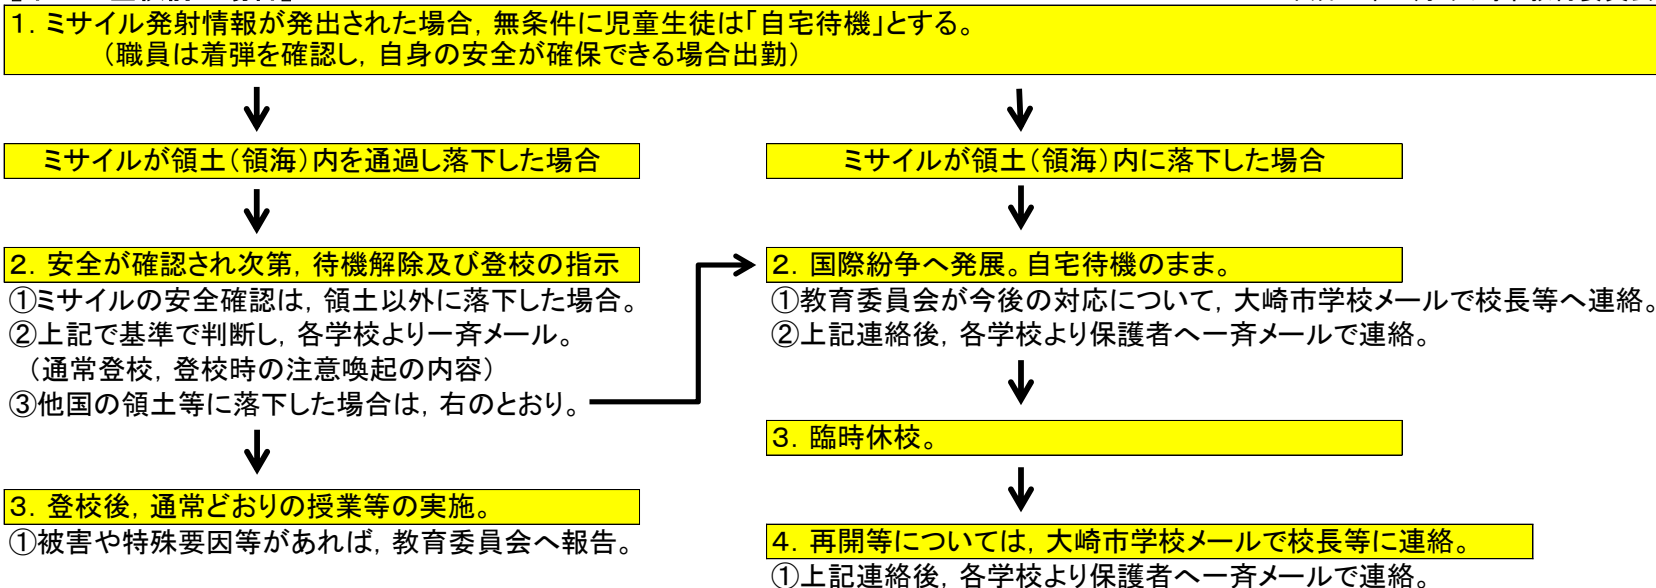 1．ミサイル発射情報が発出された場合，無条件に児童生徒は「自宅待機」とする。
（職員は着弾を確認し，自身の安全が確保できる場合出勤）
ミサイルが領土（領海）内を通過し落下した場合
2．安全が確認され次第，待機解除及び登校の指示
①ミサイルの安全確認は，領土以外に落下した場合。
②上記で基準で判断し，各学校より一斉メール。
（通常登校，登校時の注意喚起の内容）
③他国の領土等に落下した場合は，右のとおり。
3．登校後，通常どおりの授業等の実施。
①被害や特殊要因等があれば，教育委員会へ報告。
ミサイルが領土（領海）内に落下した場合
2．国際紛争へ発展。自宅待機のまま。
①教育委員会が今後の対応について，大崎市学校メールで校長等へ連絡。
②上記連絡後，各学校より保護者へ一斉メールで連絡。
3．臨時休校。
4．再開等については，大崎市学校メールで校長等に連絡。
①上記連絡後，各学校より保護者へ一斉メールで連絡。